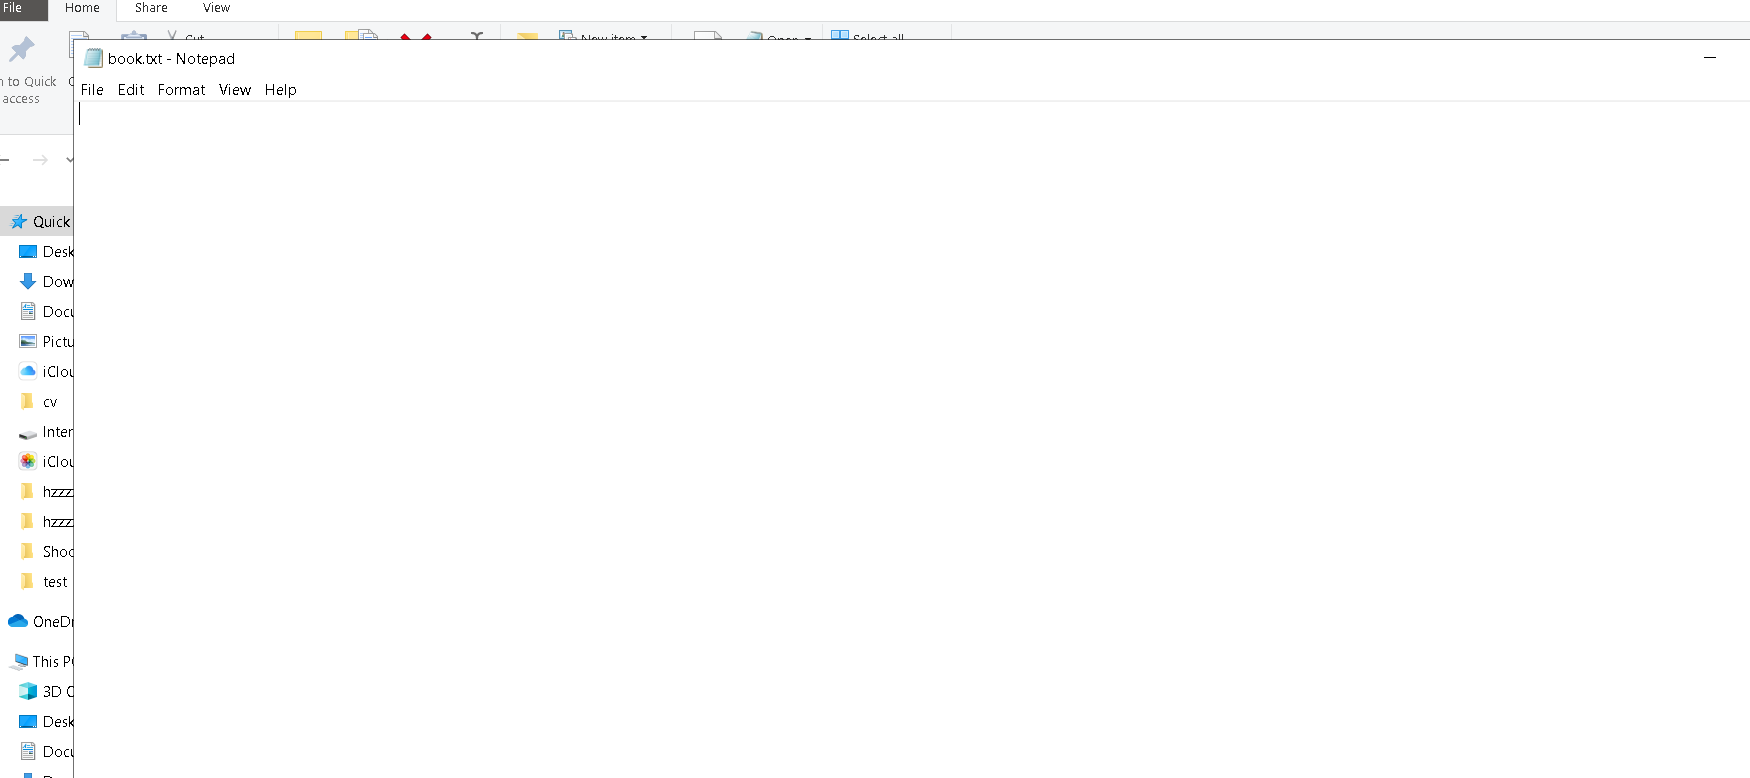 File Home Share View
Cut New item Open Select all
to Quick
access
book.txt - Notepad
File Edit Format View Help
Quick
Desk
Dow
Docu
Pictu
iClou
cv
Inter
iClou
hzzz
hzzz
Shoo
test
OneDr
This P
3D O
Desk
Docu